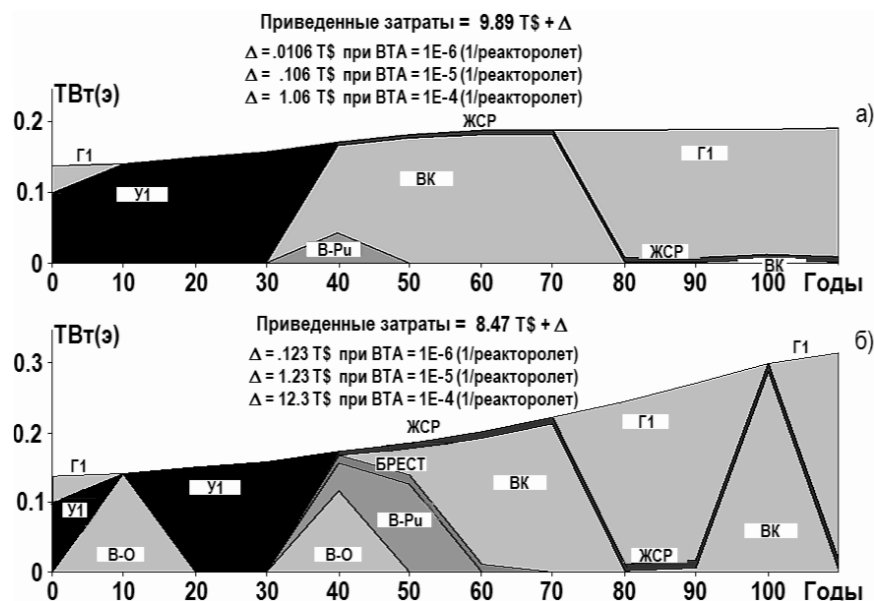 Приведенные затраты = 9.89 T$ + Δ
Δ = .0106 T$ при ВТА = 1E-6 (1/реакторолет)
Δ = .106 T$ при ВТА = 1E-5 (1/реакторолет)
Δ = 1.06 T$ при ВТА = 1E-4 (1/реакторолет)
ТВт(э)
а)
ЖСР
0.2
Г1
Г1
У1
ВК
0.1
В-Pu
ЖСР
0
ВК
0 10 20 30 40 50 60 70 80 90 100 Годы
Приведенные затраты = 8.47 T$ + Δ
ТВт(э)
б)
Δ = .123 T$ при ВТА = 1E-6 (1/реакторолет)
Δ = 1.23 T$ при ВТА = 1E-5 (1/реакторолет)
Δ = 12.3 T$ при ВТА = 1E-4 (1/реакторолет)
Г1
0.3
ЖСР
Г1
0.2
Г1
БРЕСТ
У1
ВК
0.1
У1
В-Pu
ВК
В-О
В-О
ЖСР
0
0 10 20 30 40 50 60 70 80 90 100 Годы